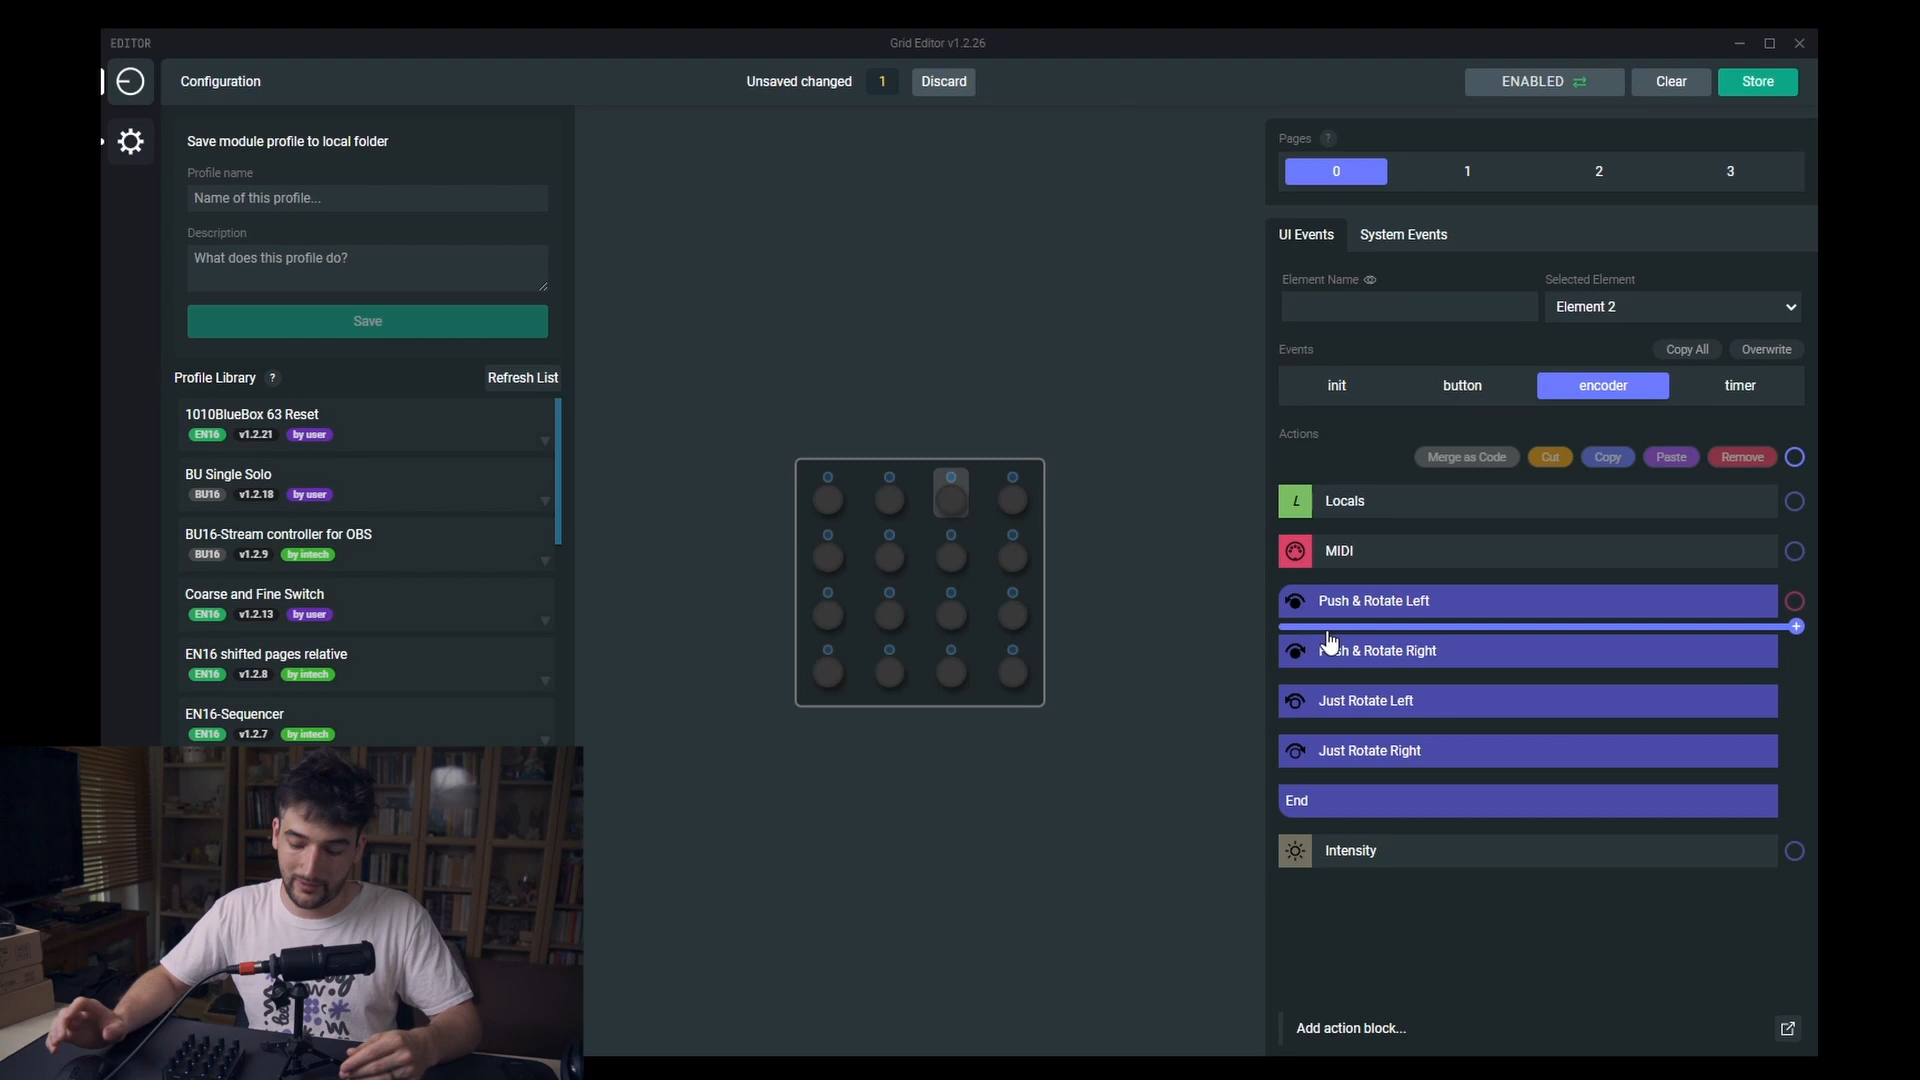 EDITOR
Grid Editor v1.2.26
Configuration
Unsaved changed 1 Discard
ENABLED Clear Store
Save module profile to local folder
Profile name
Name of this profile...
Description
What does this profile do?
Save
Profile Library ? Refresh List
1010BlueBox 63 Reset
EN16 v1.2.21 by user
BU Single Solo
BU16 v1.2.18 by user
BU16-Stream controller for OBS
BU16 v1.2.9 by intech
Coarse and Fine Switch
EN16 v1.2.13 by user
EN16 shifted pages relative
EN16 v1.2.8 by intech
EN16-Sequencer
EN16 v1.2.7 by intech
Pages ?
0 1 2 3
UI Events System Events
Element Name Selected Element
Element 2
Events Copy All Overwrite
init button encoder timer
Actions
Merge as Code Cut Copy Paste Remove
L Locals
MIDI
Push & Rotate Left
h & Rotate Right
Just Rotate Left
Just Rotate Right
End
Intensity
Add action block...